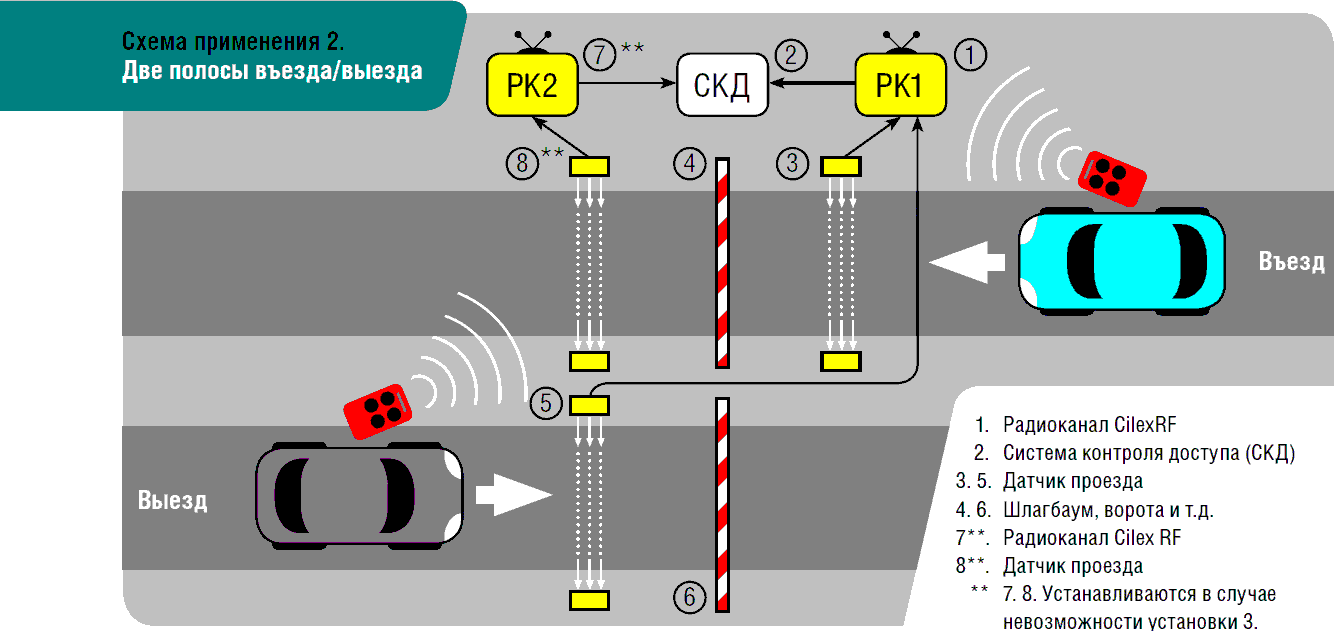 Схема применения 2.
Две полосы въезда/выезда
РК2
7 **
СКД
2
РК1
1
8 **
4
3
Въезд
5
Выезд
6
1. Радиоканал CilexRF
2. Система контроля доступа (СКД)
3. 5. Датчик проезда
4. 6. Шлагбаум, ворота и т.д.
7**. Радиоканал Cilex RF
8**. Датчик проезда
** 7. 8. Устанавливаются в случае
невозможности установки 3.